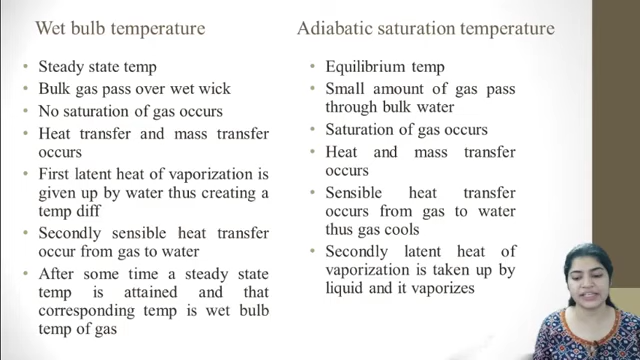 Wet bulb temperature
• Steady state temp
• Bulk gas pass over wet wick
• No saturation of gas occurs
• Heat transfer and mass transfer
occurs
• First latent heat of vaporization is
given up by water thus creating a
temp diff
• Secondly sensible heat transfer
occur from gas to water
• After some time a steady state
temp is attained and that
corresponding temp is wet bulb
temp of gas
Adiabatic saturation temperature
• Equilibrium temp
• Small amount of gas pass
through bulk water
• Saturation of gas occurs
• Heat and mass transfer
occurs
• Sensible heat transfer
occurs from gas to water
thus gas cools
• Secondly latent heat of
vaporization is taken up by
liquid and it vaporizes